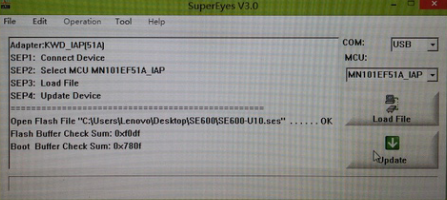 SuperEyes V3.0
File Edit Operation Tool Help
Adapter:KWD_IAP[51A]
SEP1: Connect Device
SEP2: Select MCU MN101EF51A_IAP
SEP3: Load File
SEP4: Update Device
==================================================
Open Flash File "C:\Users\Lenovo\Desktop\SE600\SE600-U10.ses" ......OK
Flash Buffer Check Sum: 0xf0df
Boot Buffer Check Sum: 0x780f
COM: USB
MCU:
MN101EF51A_IAP
Load File
Update